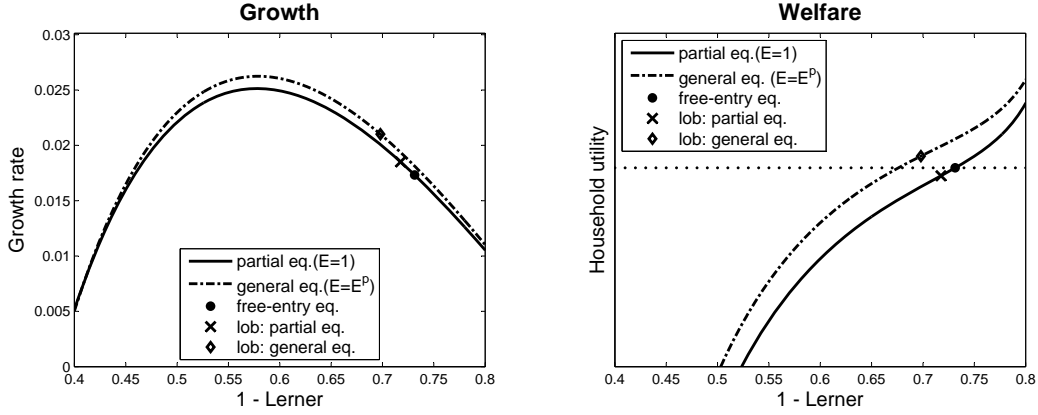 Growth
0.03
0.025
0.02
0.015
0.01
0.005
0
Growth rate
partial eq.(E=1)
general eq.(E=E^p)
free-entry eq.
lob: partial eq.
lob: general eq.
0.4 0.45 0.5 0.55 0.6 0.65 0.7 0.75 0.8
1 - Lerner
Welfare
Household utility
partial eq.(E=1)
general eq. (E=E^p)
free-entry eq.
lob: partial eq.
lob: general eq.
0.4 0.45 0.5 0.55 0.6 0.65 0.7 0.75 0.8
1 - Lerner